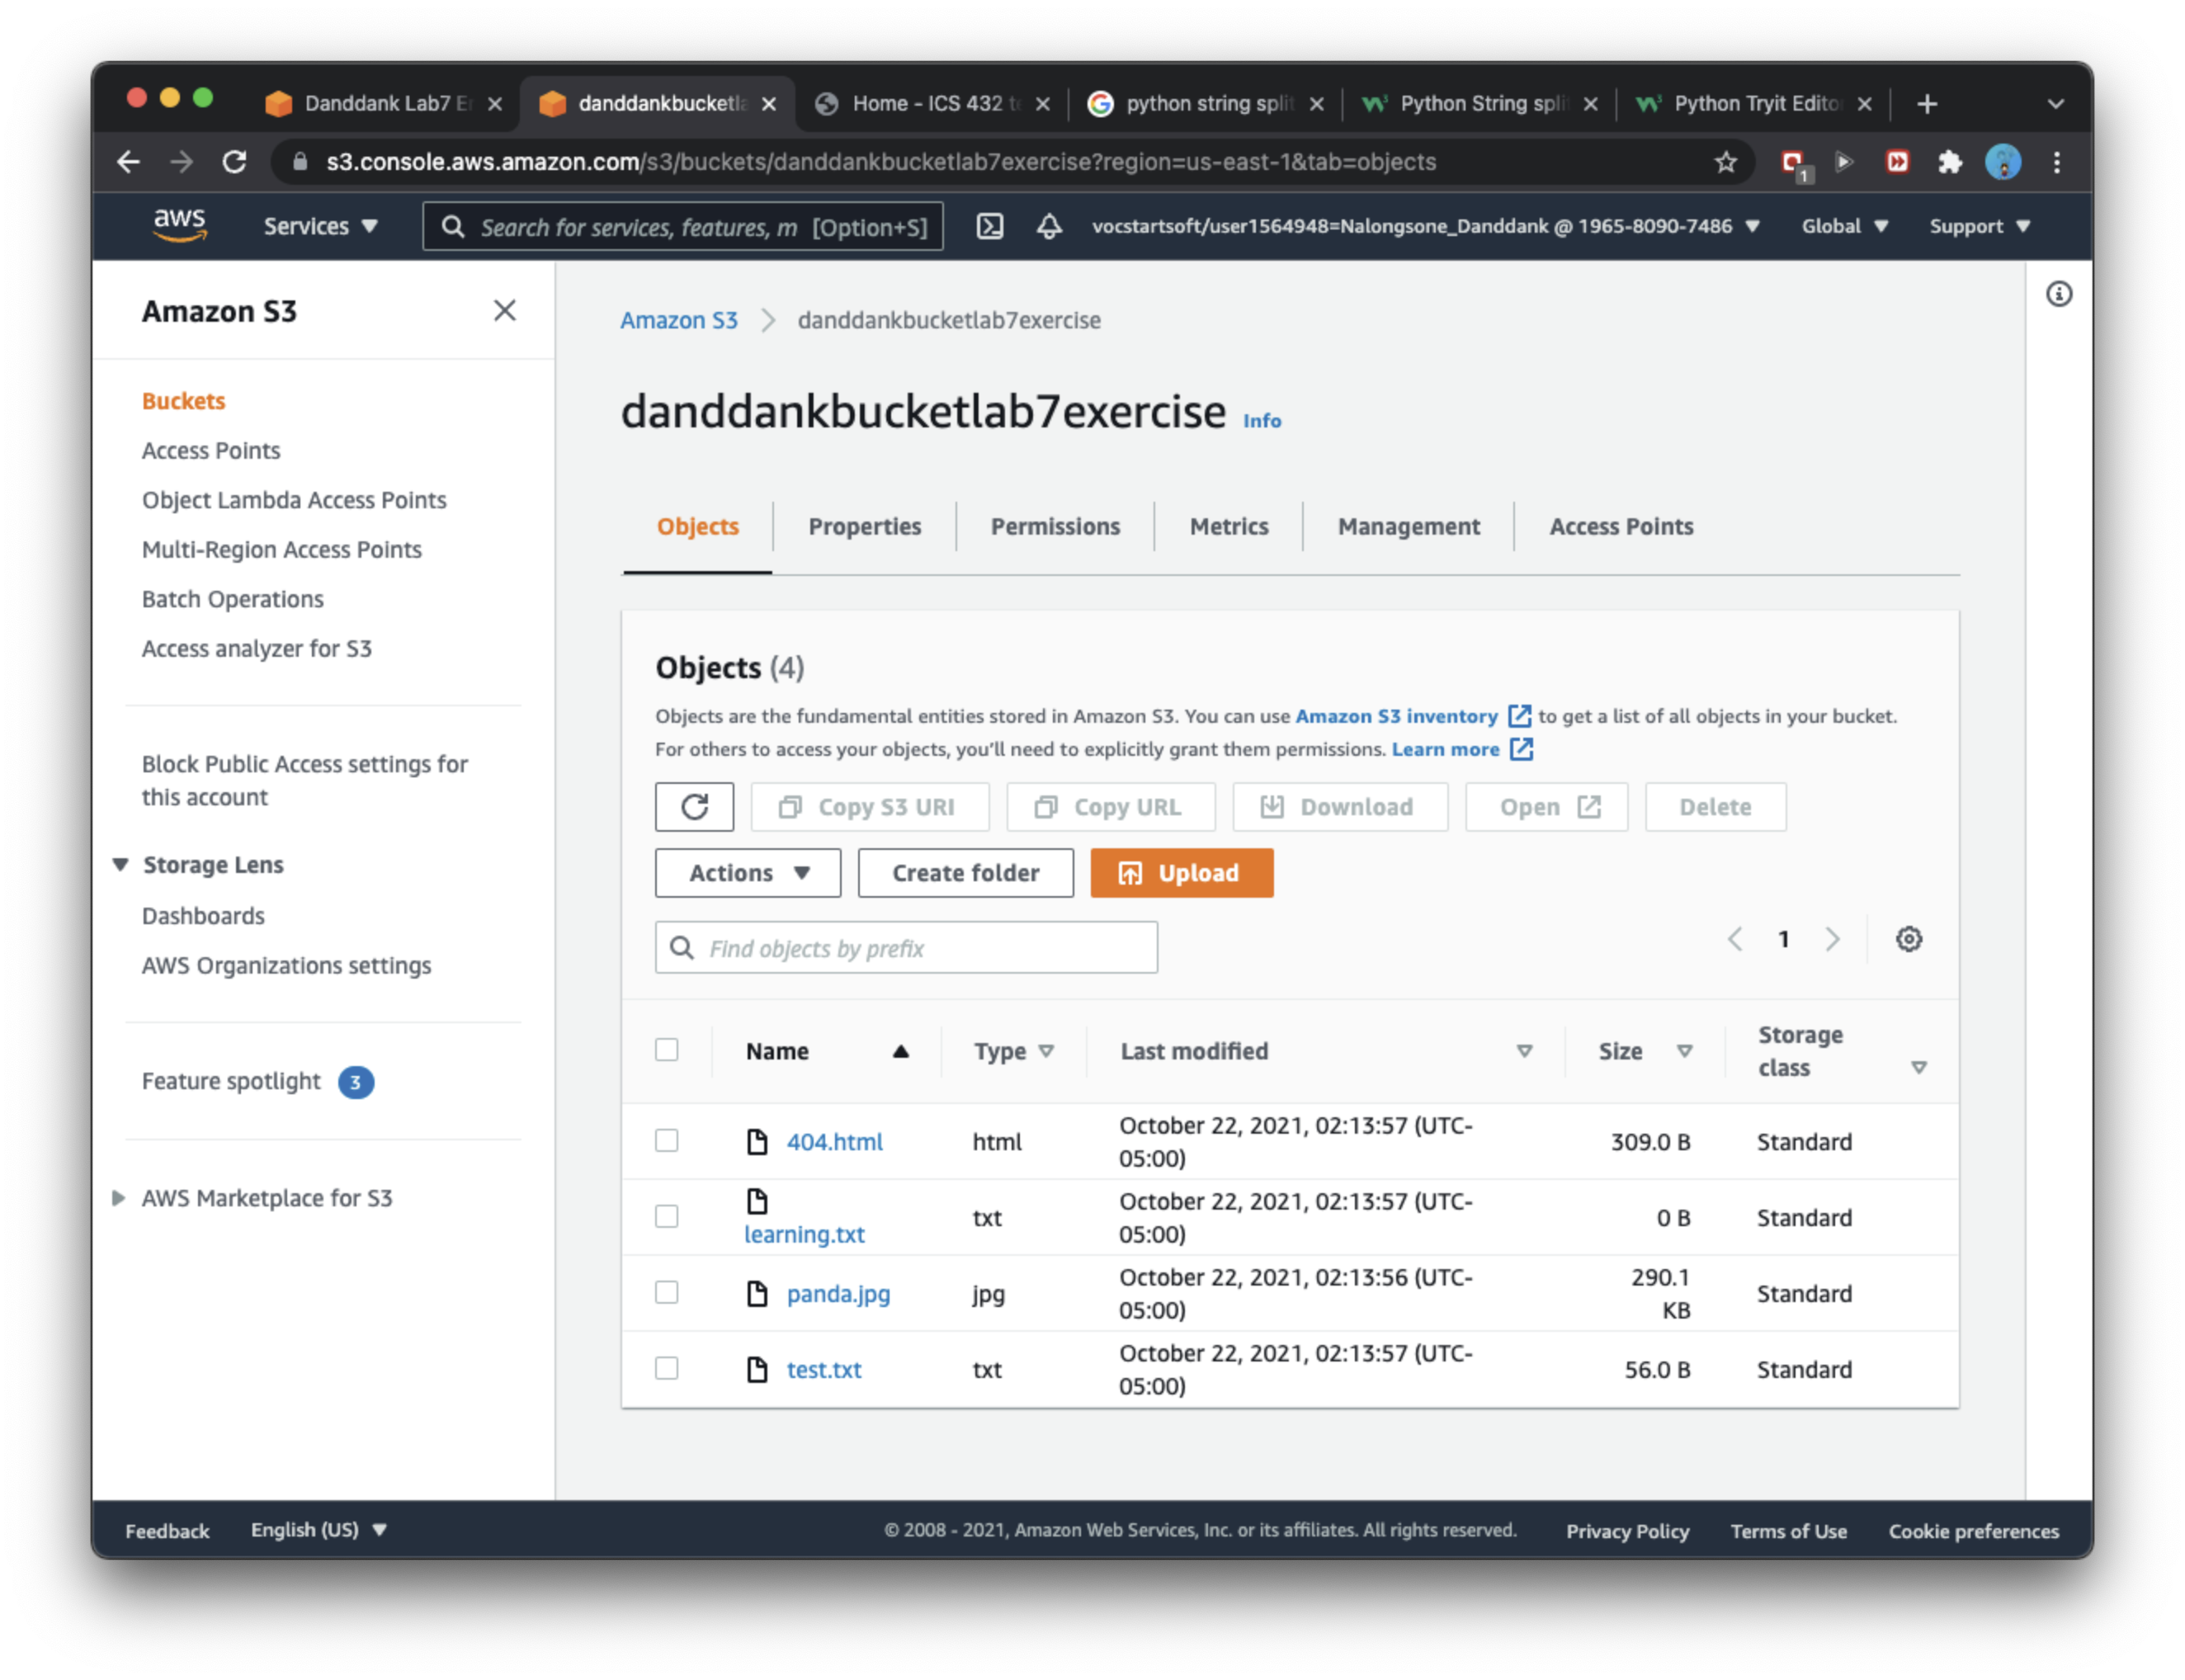 Danddank Lab7 E
danddankbucketla
Home - ICS 432 t
python string split
Python String spli
Python Tryit Edito
s3.console.aws.amazon.com/s3/buckets/danddankbucketlab7exercise?region=us-east-1&tab=objects
1
aws
Services
Search for services, features, m
[Option+S]
vocstartsoft/user1564948=Nalongsone_Danddank @ 1965-8090-7486
Global
Support
Amazon S3
Buckets
Access Points
Object Lambda Access Points
Multi-Region Access Points
Batch Operations
Access analyzer for S3
Block Public Access settings for
this account
Storage Lens
Dashboards
AWS Organizations settings
Feature spotlight 3
AWS Marketplace for S3
Amazon S3 > danddankbucketlab7exercise
danddankbucketlab7exercise Info
Objects
Properties
Permissions
Metrics
Management
Access Points
Objects (4)
Objects are the fundamental entities stored in Amazon S3. You can use Amazon S3 inventory to get a list of all objects in your bucket.
For others to access your objects, you'll need to explicitly grant them permissions. Learn more
Copy S3 URI
Copy URL
Download
Open
Delete
Actions
Create folder
Upload
Find objects by prefix
1
Name
Type
Last modified
Size
Storage
class
404.html
html
October 22, 2021, 02:13:57 (UTC-
05:00)
309.0 B
Standard
learning.txt
txt
October 22, 2021, 02:13:57 (UTC-
05:00)
0 B
Standard
panda.jpg
jpg
October 22, 2021, 02:13:56 (UTC-
05:00)
290.1
KB
Standard
test.txt
txt
October 22, 2021, 02:13:57 (UTC-
05:00)
56.0 B
Standard
Feedback
English (US)
© 2008 - 2021, Amazon Web Services, Inc. or its affiliates. All rights reserved.
Privacy Policy
Terms of Use
Cookie preferences